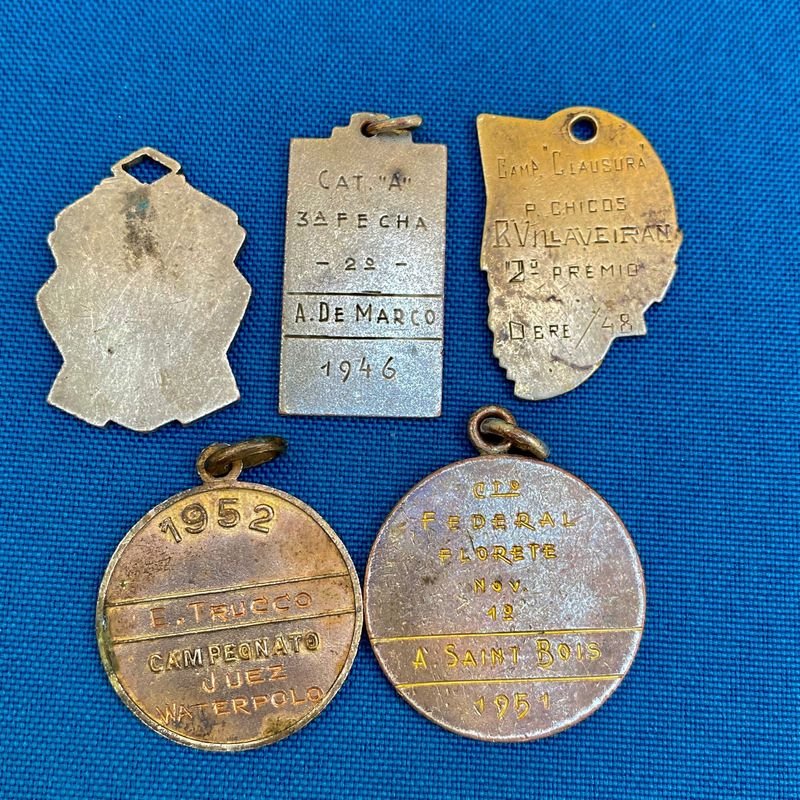 CAT. "A"
3A FECHA
- 2º -
A. DE MARCO
1946
CAMP. "CLAUSURA"
P. CHICOS
R. VILLAVEIRAN
2º PREMIO
DBRE/48
1952
E. TRUCCO
CAMPEONATO
JUEZ
WATERPOLO
CTO
FEDERAL
FLORETE
NOV.
1º
A. SAINT BOIS
1951